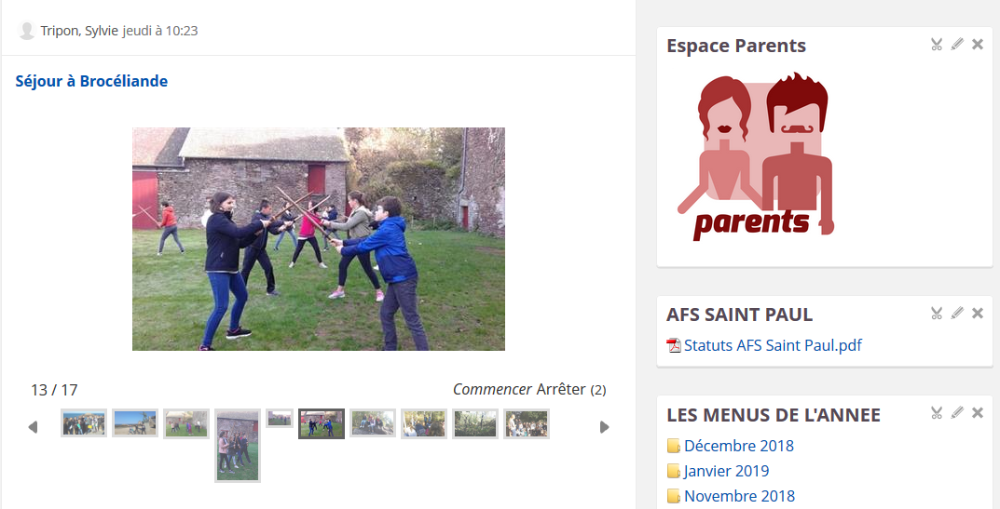 Tripon, Sylvie jeudi à 10:23
Séjour à Brocéliande
13 / 17
Commencer Arrêter (2)
Espace Parents
parents
AFS SAINT PAUL
Statuts AFS Saint Paul.pdf
LES MENUS DE L'ANNEE
Décembre 2018
Janvier 2019
Novembre 2018